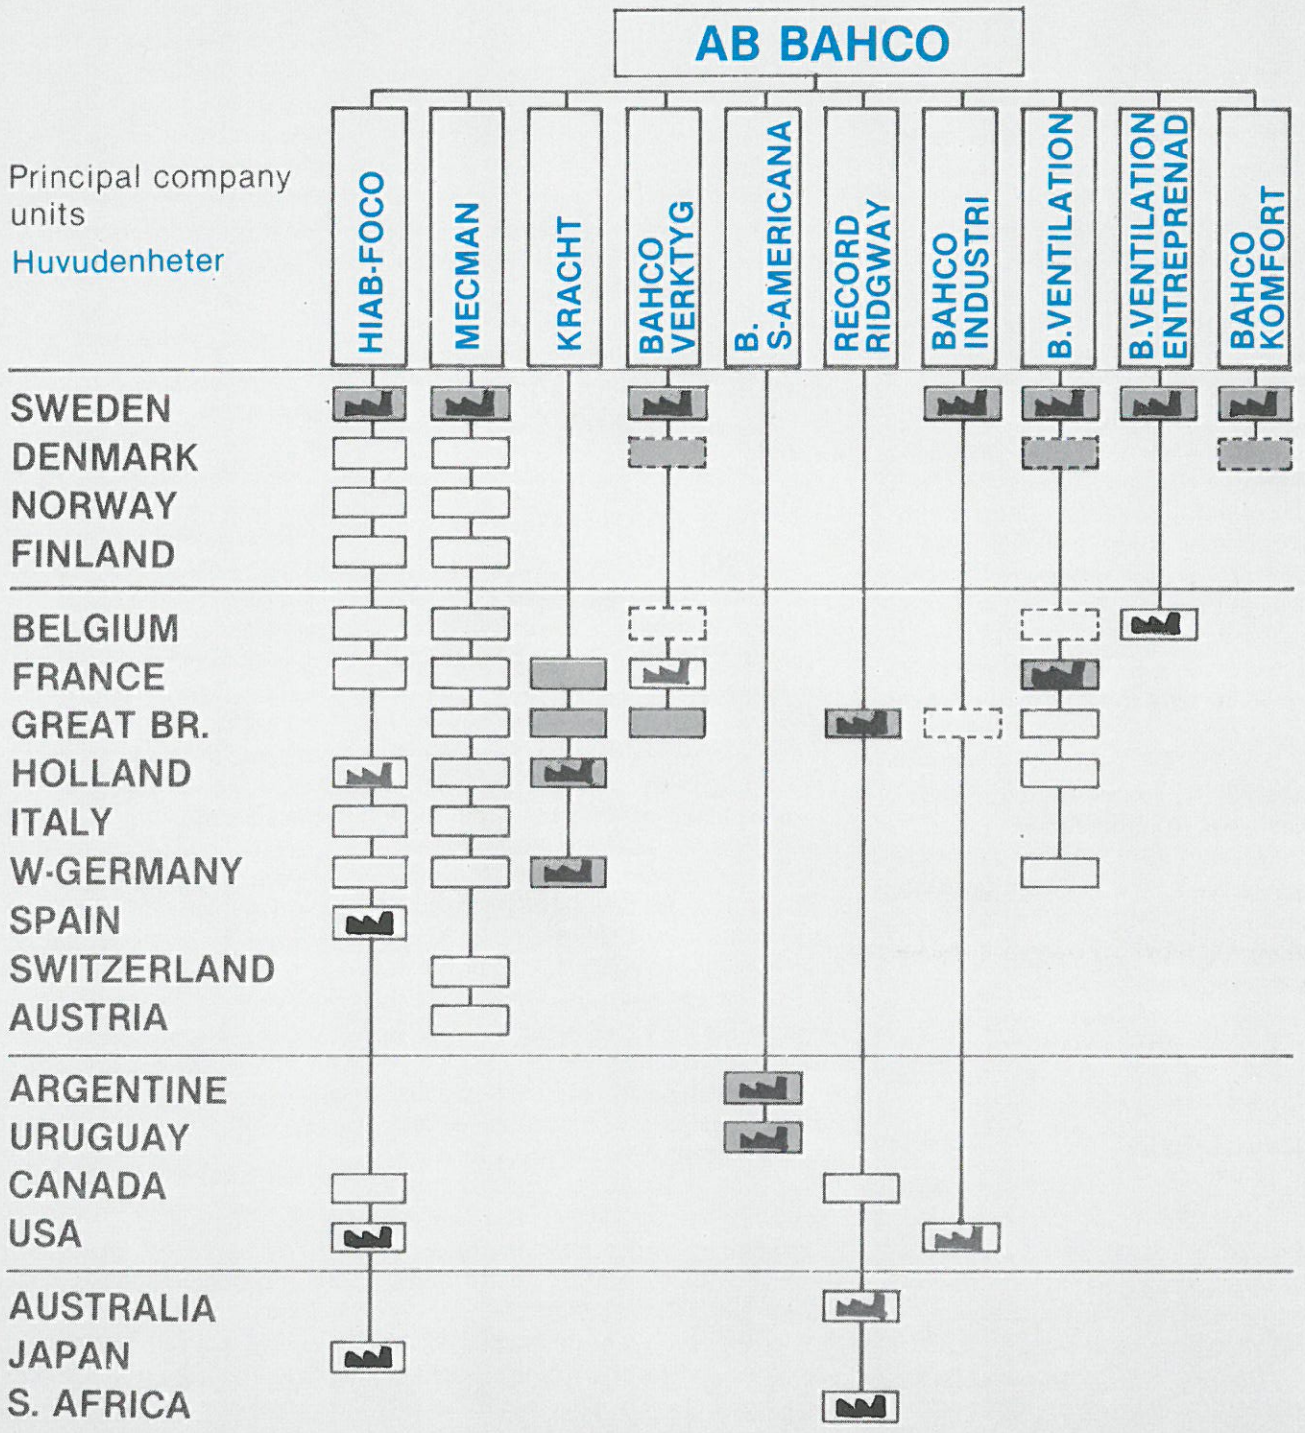 AB BAHCO
Principal company
units
Huvudenheter
HIAB-FOCO
MECMAN
KRACHT
BAHCO
VERKTYG
B.
S-AMERICANA
RECORD
RIDGWAY
BAHCO
INDUSTRI
B.VENTILATION
B.VENTILATION
ENTREPRENAD
BAHCO
KOMFORT
SWEDEN
DENMARK
NORWAY
FINLAND
BELGIUM
FRANCE
GREAT BR.
HOLLAND
ITALY
W-GERMANY
SPAIN
SWITZERLAND
AUSTRIA
ARGENTINE
URUGUAY
CANADA
USA
AUSTRALIA
JAPAN
S. AFRICA